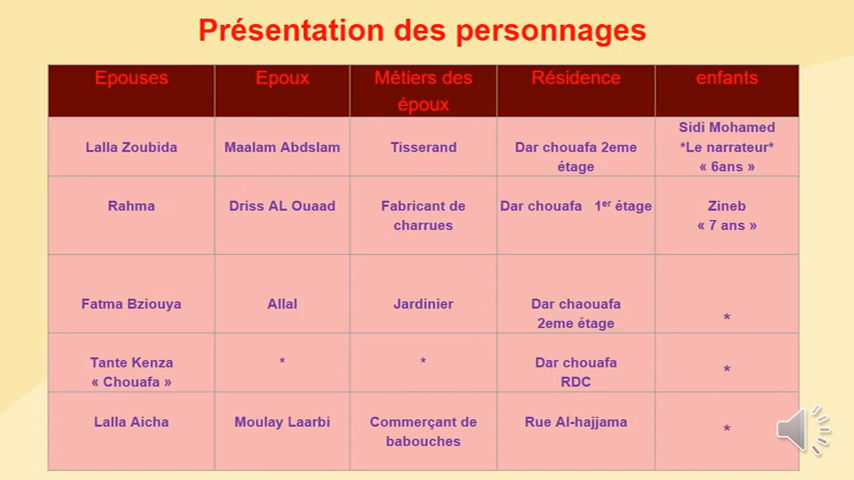 Présentation des personnages
Epouses Epoux Métiers des époux Résidence enfants
Lalla Zoubida Maalam Abdslam Tisserand Dar chouafa 2eme étage Sidi Mohamed *Le narrateur* « 6ans »
Rahma Driss AL Ouaad Fabricant de charrues Dar chouafa 1er étage Zineb « 7 ans »
Fatma Bziouya Allal Jardinier Dar chaouafa 2eme étage *
Tante Kenza « Chouafa » * * Dar chouafa RDC *
Lalla Aicha Moulay Laarbi Commerçant de babouches Rue Al-hajjama *